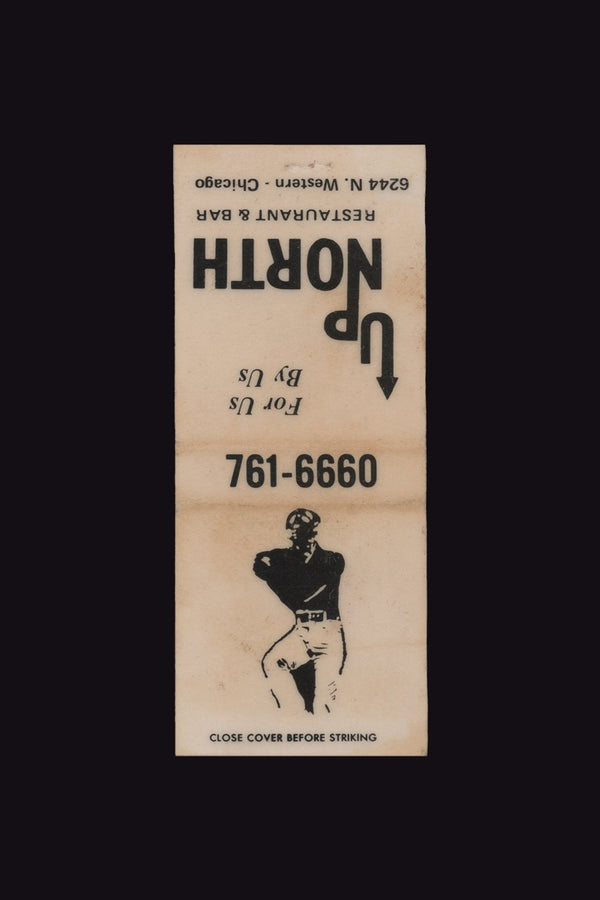 6244 N. Western - Chicago
RESTAURANT & BAR
NORTH
UP
By Us
For Us
761-6660
CLOSE COVER BEFORE STRIKING